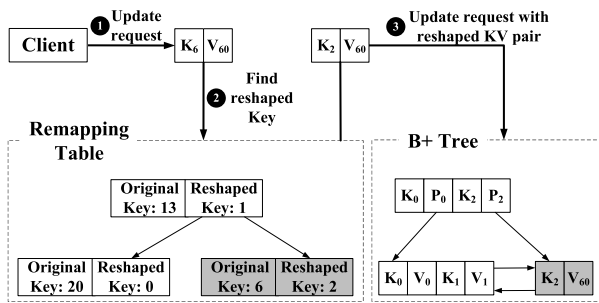 1 Update request
Client
K6 V60
K2 V60
3 Update request with reshaped KV pair
2 Find reshaped Key
Remapping Table
Original Key: 13
Reshaped Key: 1
Original Key: 20
Reshaped Key: 0
Original Key: 6
Reshaped Key: 2
B+ Tree
K0 P0 K2 P2
K0 V0 K1 V1
K2 V60